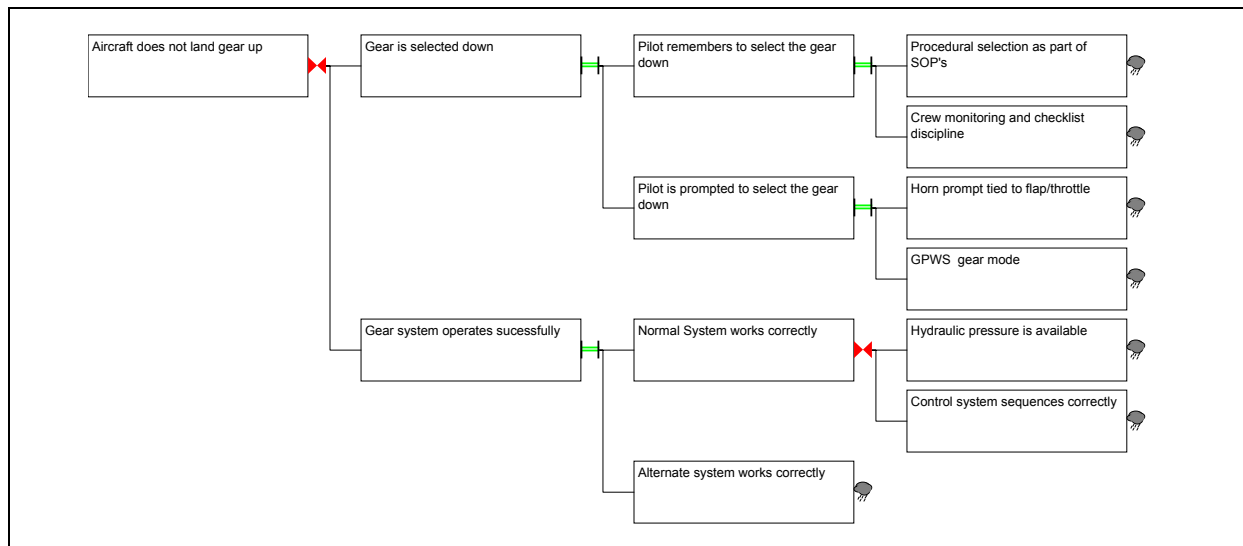 Aircraft does not land gear up
Gear is selected down
Pilot remembers to select the gear
down
Procedural selection as part of
SOP's
Crew monitoring and checklist
discipline
Pilot is prompted to select the gear
down
Horn prompt tied to flap/throttle
GPWS  gear mode
Gear system operates sucessfully
Normal System works correctly
Hydraulic pressure is available
Control system sequences correctly
Alternate system works correctly